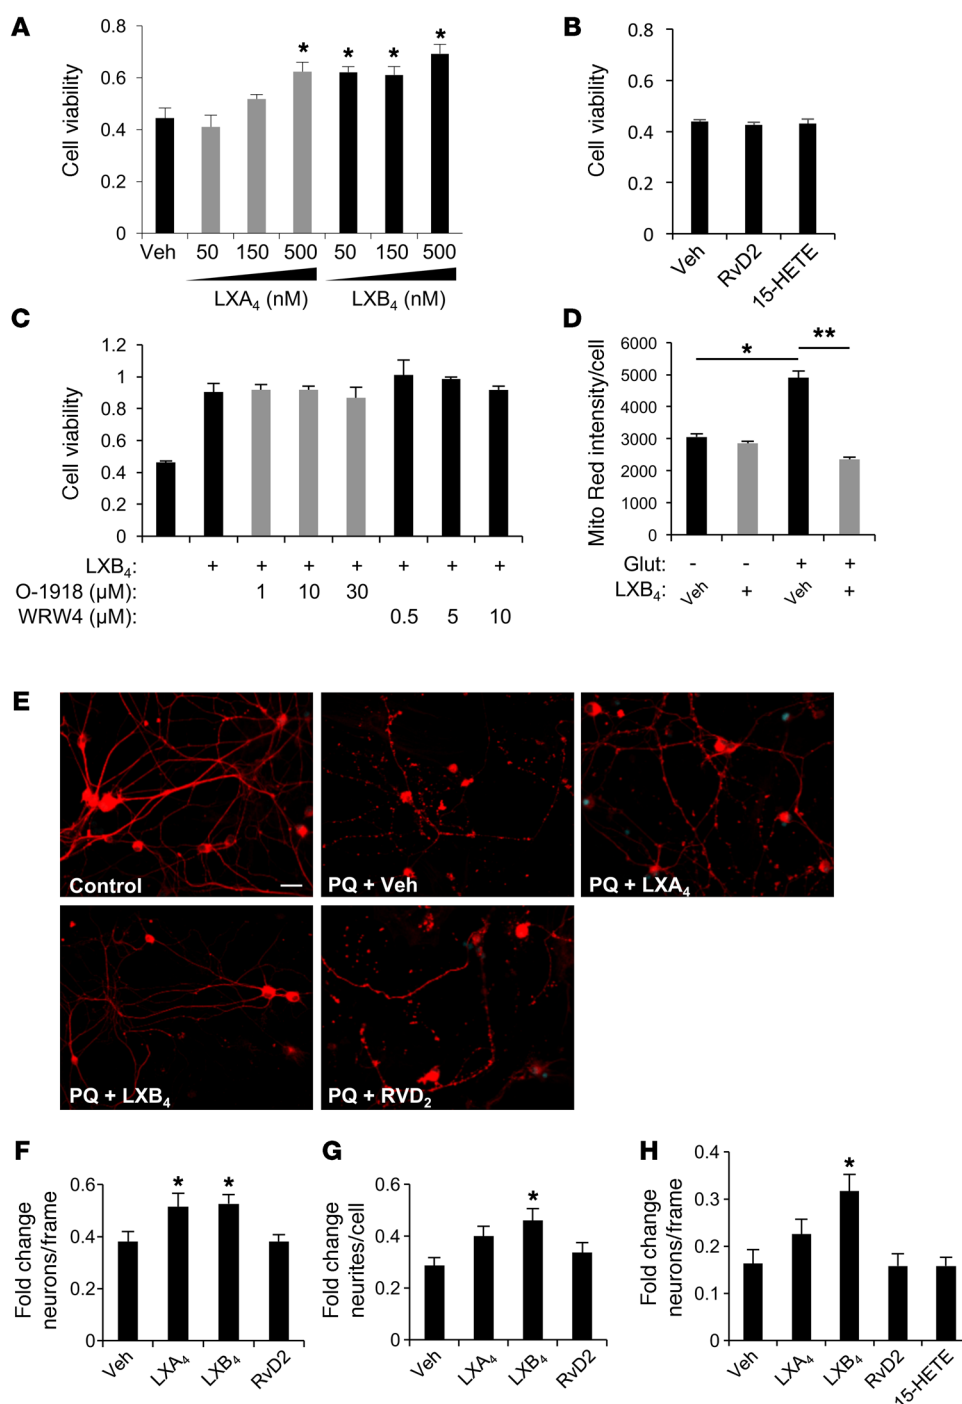 A
Cell viability
0.8
0.6
0.4
0.2
0
* * * *
Veh 50 150 500 50 150 500
LXA₄ (nM) LXB₄ (nM)
B
Cell viability
0.8
0.6
0.4
0.2
0
Veh RvD2 15-HETE
C
Cell viability
1.2
1
0.8
0.6
0.4
0.2
0
LXB₄: + + + + + + +
O-1918 (µM): 1 10 30
WRW4 (µM): 0.5 5 10
D
Mito Red intensity/cell
6000
5000
4000
3000
2000
1000
0
* **
Glut: - - + +
LXB₄: Veh + Veh +
E
Control
PQ + Veh
PQ + LXA₄
PQ + LXB₄
PQ + RVD₂
F
Fold change
neurons/frame
0.6
0.4
0.2
0
* *
Veh LXA₄ LXB₄ RvD2
G
Fold change
neurites/cell
0.6
0.4
0.2
0
*
Veh LXA₄ LXB₄ RvD2
H
Fold change
neurons/frame
0.4
0.3
0.2
0.1
0
*
Veh LXA₄ LXB₄ RvD2 15-HETE